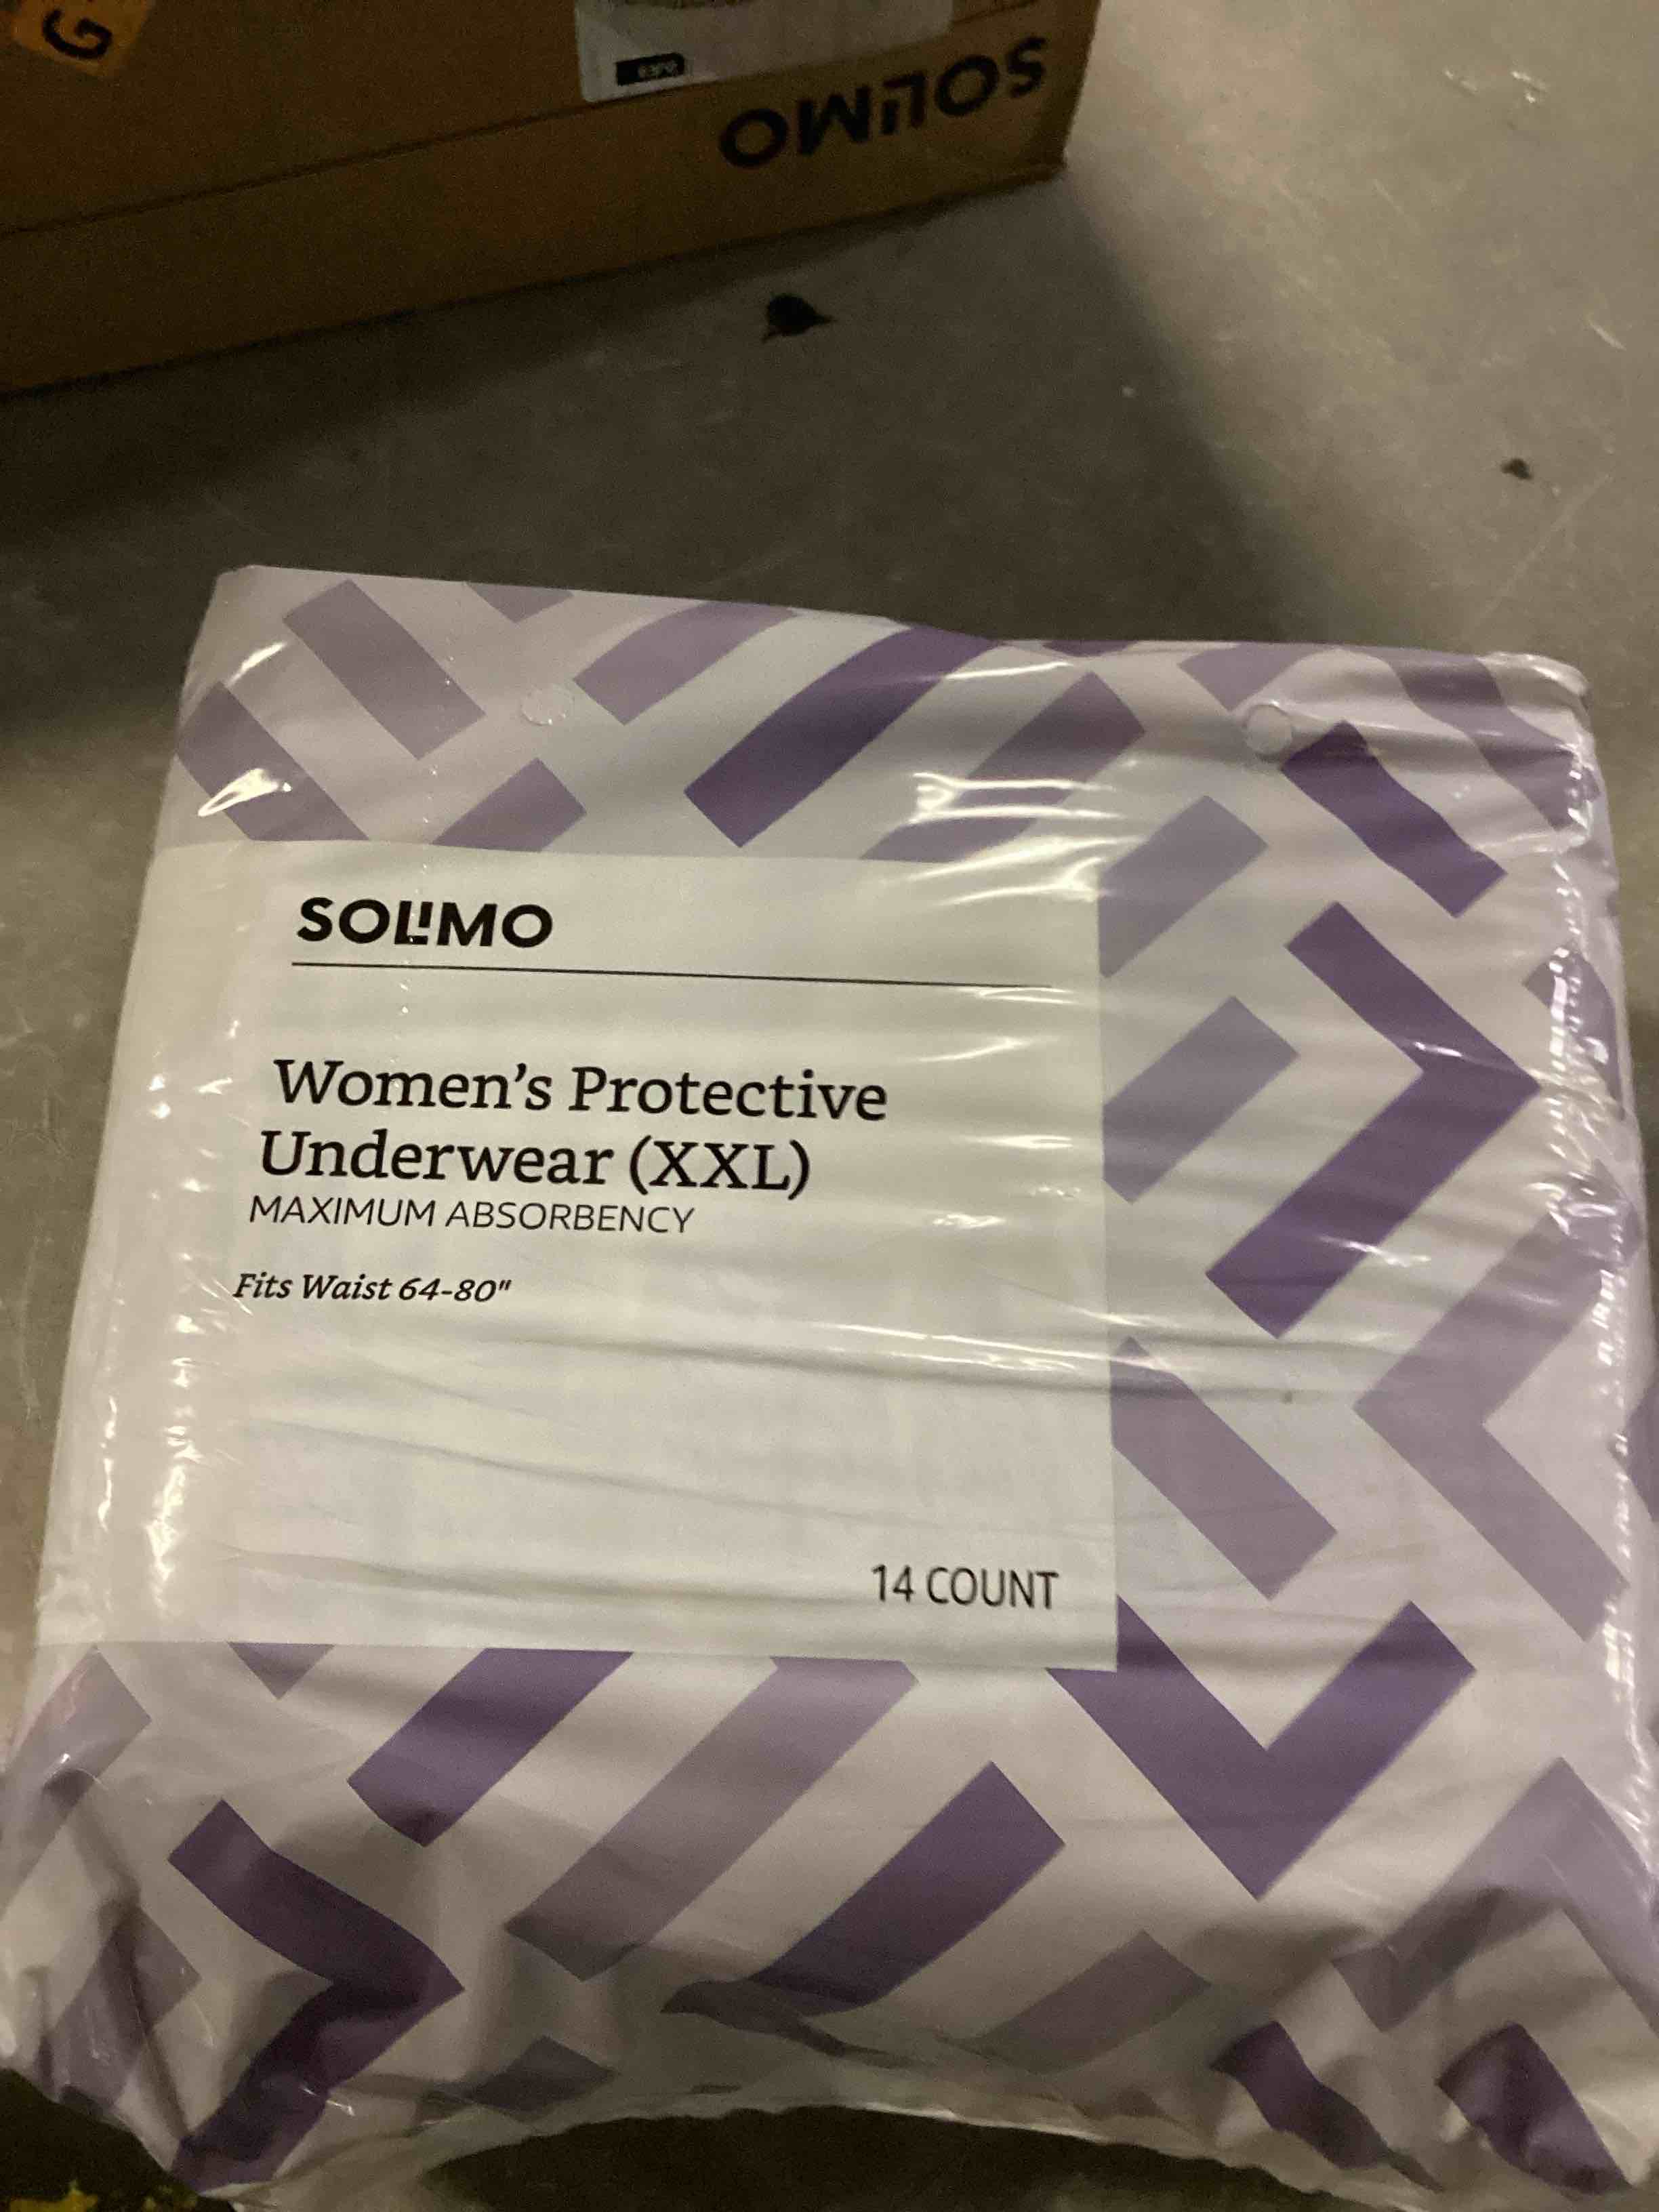 G
SOLIMO
SOLIMO
Women's Protective
Underwear (XXL)
MAXIMUM ABSORBENCY
Fits Waist 64-80"
14 COUNT